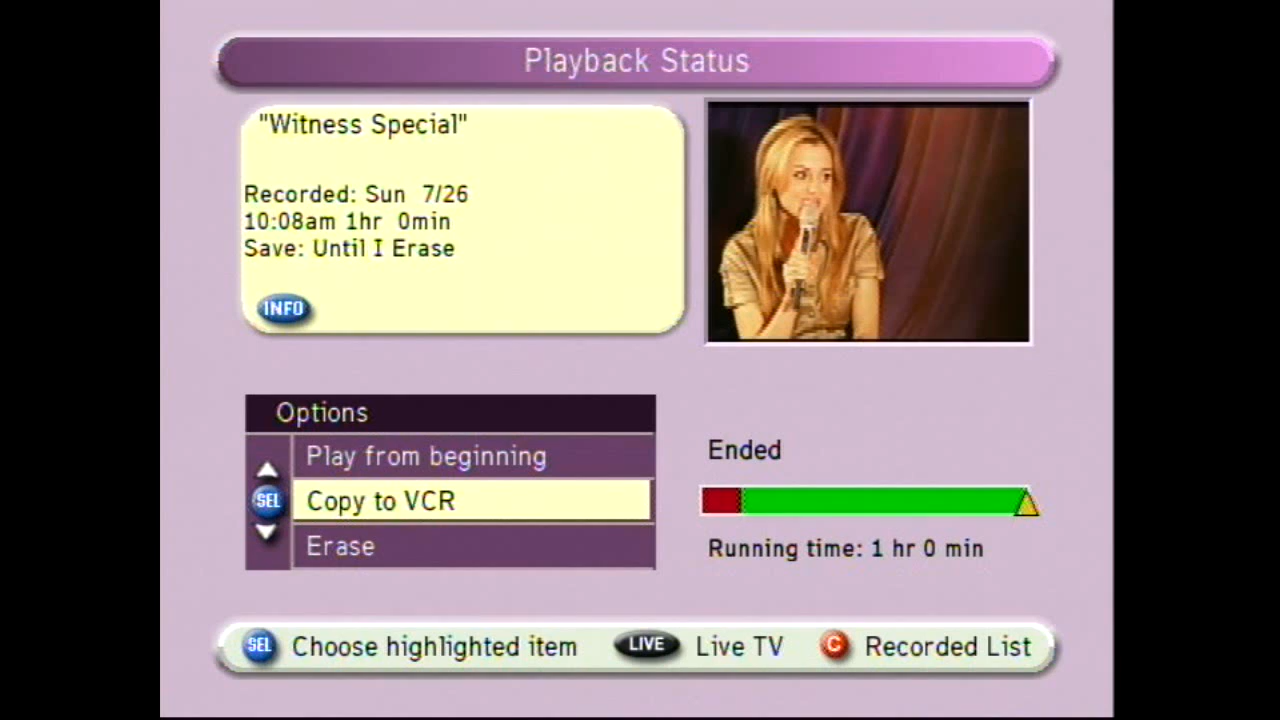 Playback Status
"Witness Special"
Recorded: Sun 7/26
10:08am 1hr 0min
Save: Until I Erase
INFO
Options
Play from beginning
SEL
Copy to VCR
Erase
Ended
Running time: 1 hr 0 min
SEL Choose highlighted item LIVE Live TV C Recorded List